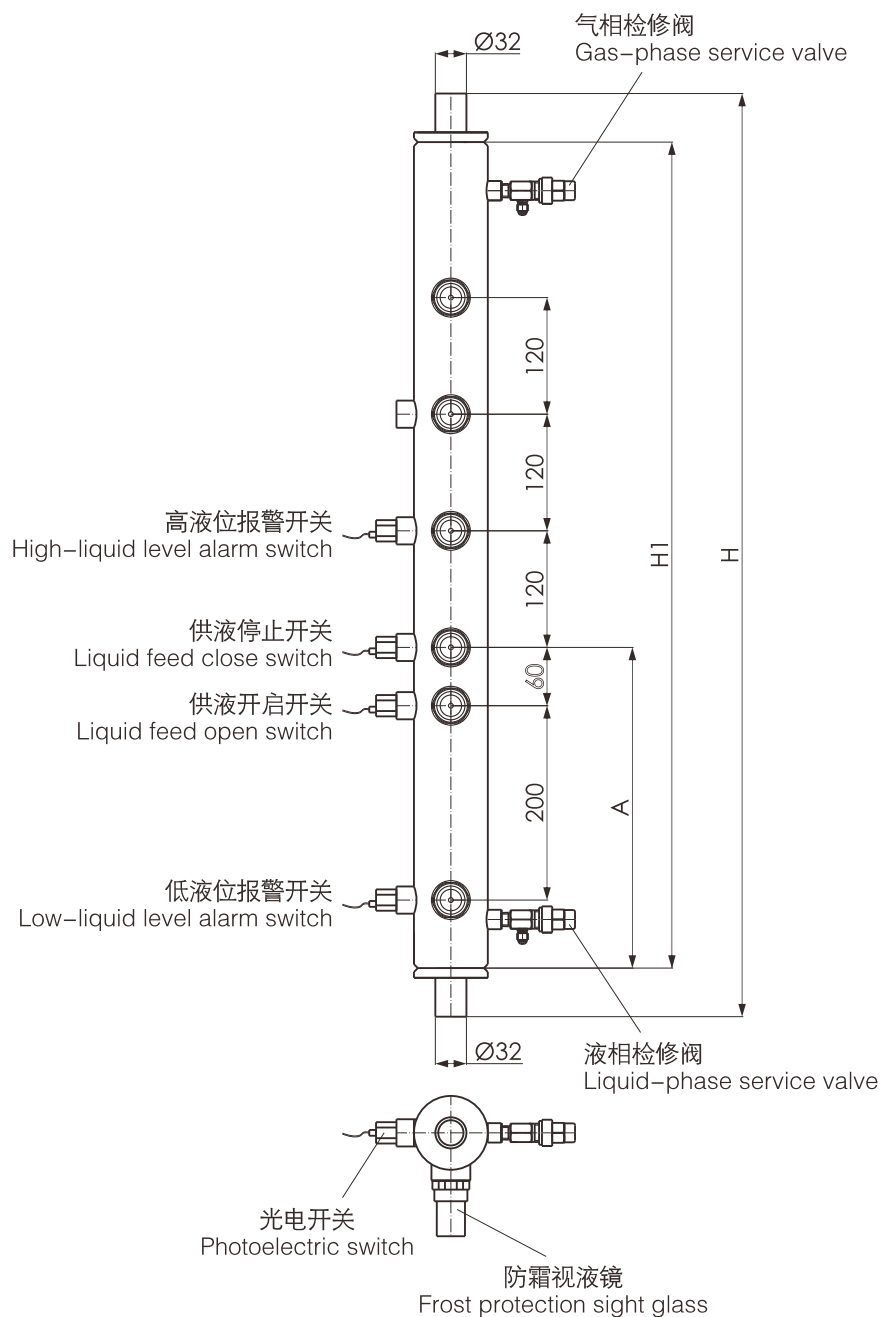 气相检修阀
Gas-phase service valve
Ø32
120
120
高液位报警开关
High-liquid level alarm switch
H1
H
120
供液停止开关
Liquid feed close switch
60
供液开启开关
Liquid feed open switch
200
A
低液位报警开关
Low-liquid level alarm switch
Ø32
液相检修阀
Liquid-phase service valve
光电开关
Photoelectric switch
防霜视液镜
Frost protection sight glass